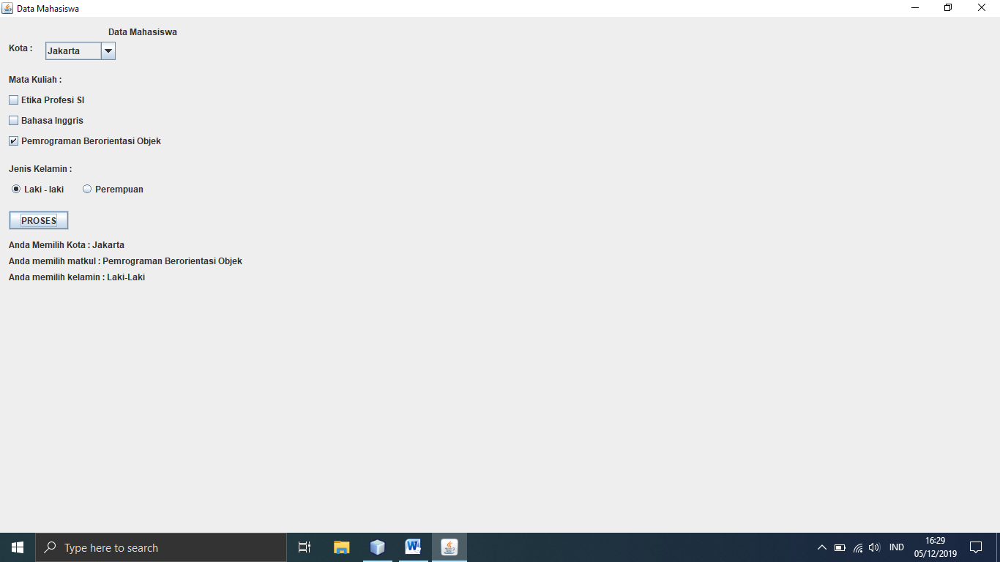 Data Mahasiswa
Data Mahasiswa
Kota : Jakarta
Mata Kuliah :
Etika Profesi SI
Bahasa Inggris
Pemrograman Berorientasi Objek
Jenis Kelamin :
Laki - laki Perempuan
PROSES
Anda Memilih Kota : Jakarta
Anda memilih matkul : Pemrograman Berorientasi Objek
Anda memilih kelamin : Laki-Laki
Type here to search
IND
16:29
05/12/2019